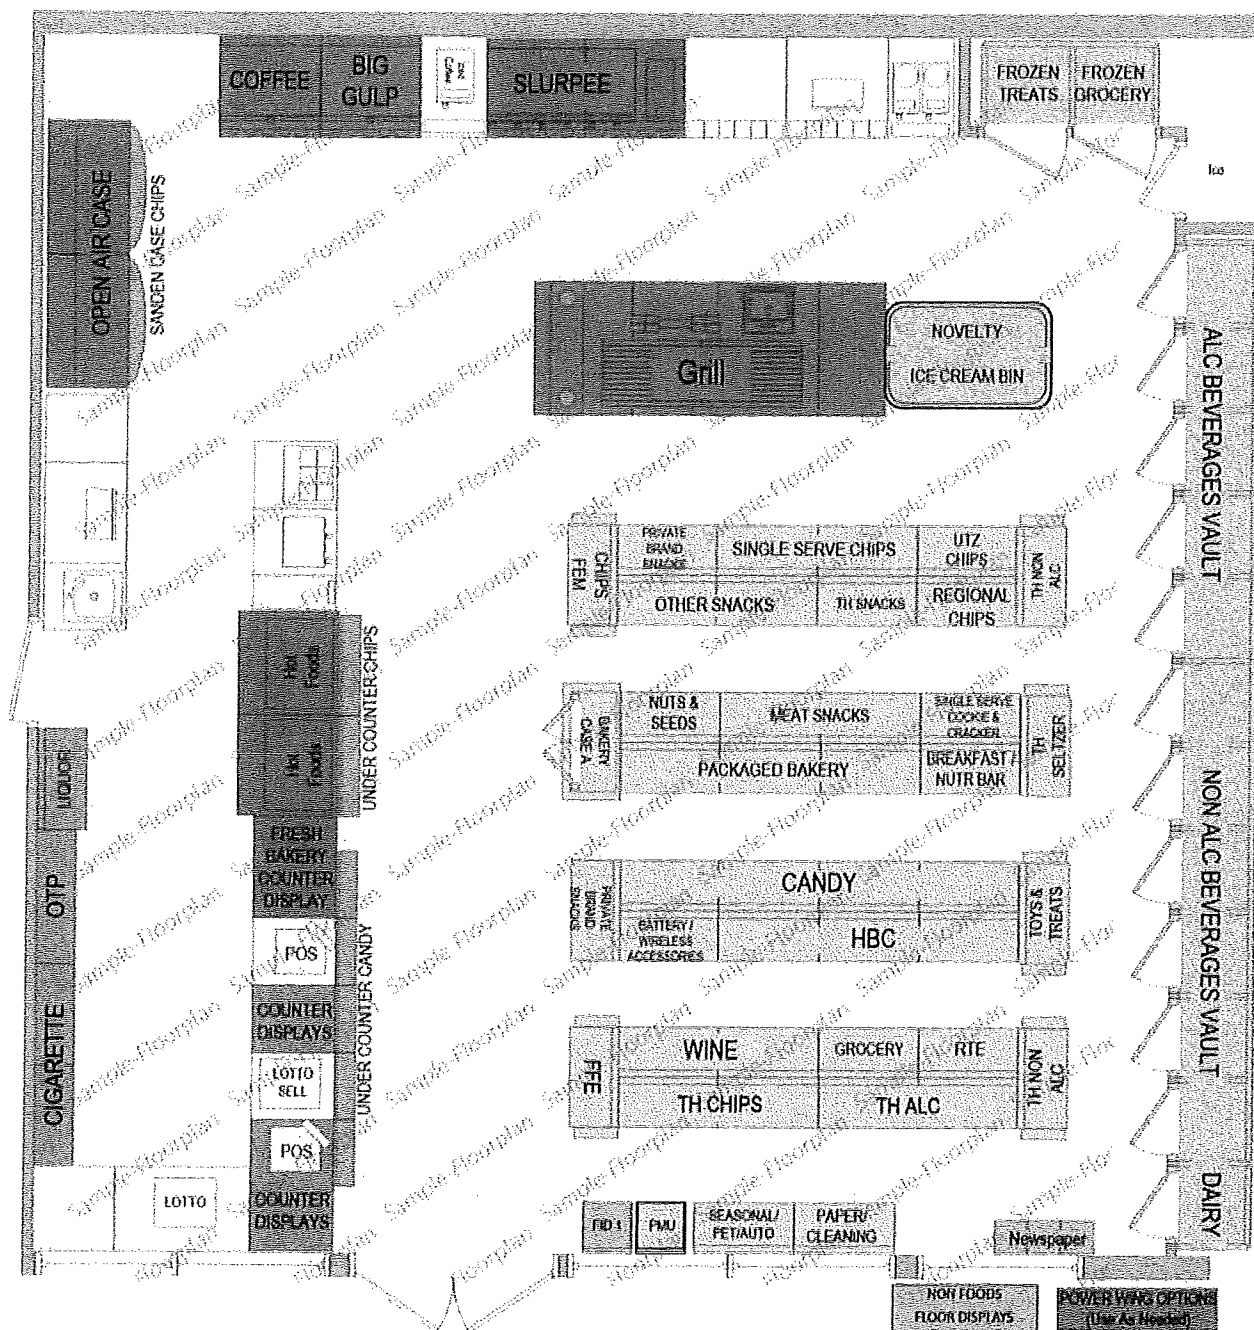 COFFEE
BIG
GULP
Iced
Coffee
SLURPEE
FROZEN
TREATS
FROZEN
GROCERY
Ice
OPEN AIR CASE
SANDEN CASE CHIPS
Grill
NOVELTY
ICE CREAM BIN
ALC BEVERAGES VAULT
CHIPS
FEM
PRIVATE
BRAND
SNACKS
SINGLE SERVE CHIPS
UTZ
CHIPS
OTHER SNACKS
TH SNACKS
REGIONAL
CHIPS
TH NON
ALC
Hot
Foods
Hot
Foods
UNDER COUNTER CHIPS
BAKERY
CASE A
NUTS &
SEEDS
MEAT SNACKS
SINGLE SERVE
COOKIE &
CRACKER
PACKAGED BAKERY
BREAKFAST /
NUTR BAR
TH
SELTZER
NON ALC BEVERAGES VAULT
LIQUOR
OTP
CIGARETTE
FRESH
BAKERY
COUNTER
DISPLAY
POS
COUNTER
DISPLAYS
LOTTO
SELL
POS
COUNTER
DISPLAYS
LOTTO
UNDER COUNTER CANDY
PRIVATE
BRAND
SNACKS
CANDY
BATTERY /
WIRELESS
ACCESSORIES
HBC
TOYS &
TREATS
FFE
WINE
GROCERY
RTE
TH CHIPS
TH ALC
TH NON
ALC
DAIRY
PMU
SEASONAL/
PET/AUTO
PAPER/
CLEANING
Newspaper
NON FOODS
FLOOR DISPLAYS
POWER WING OPTIONS
(Use As Needed)
Sample-Floorplan